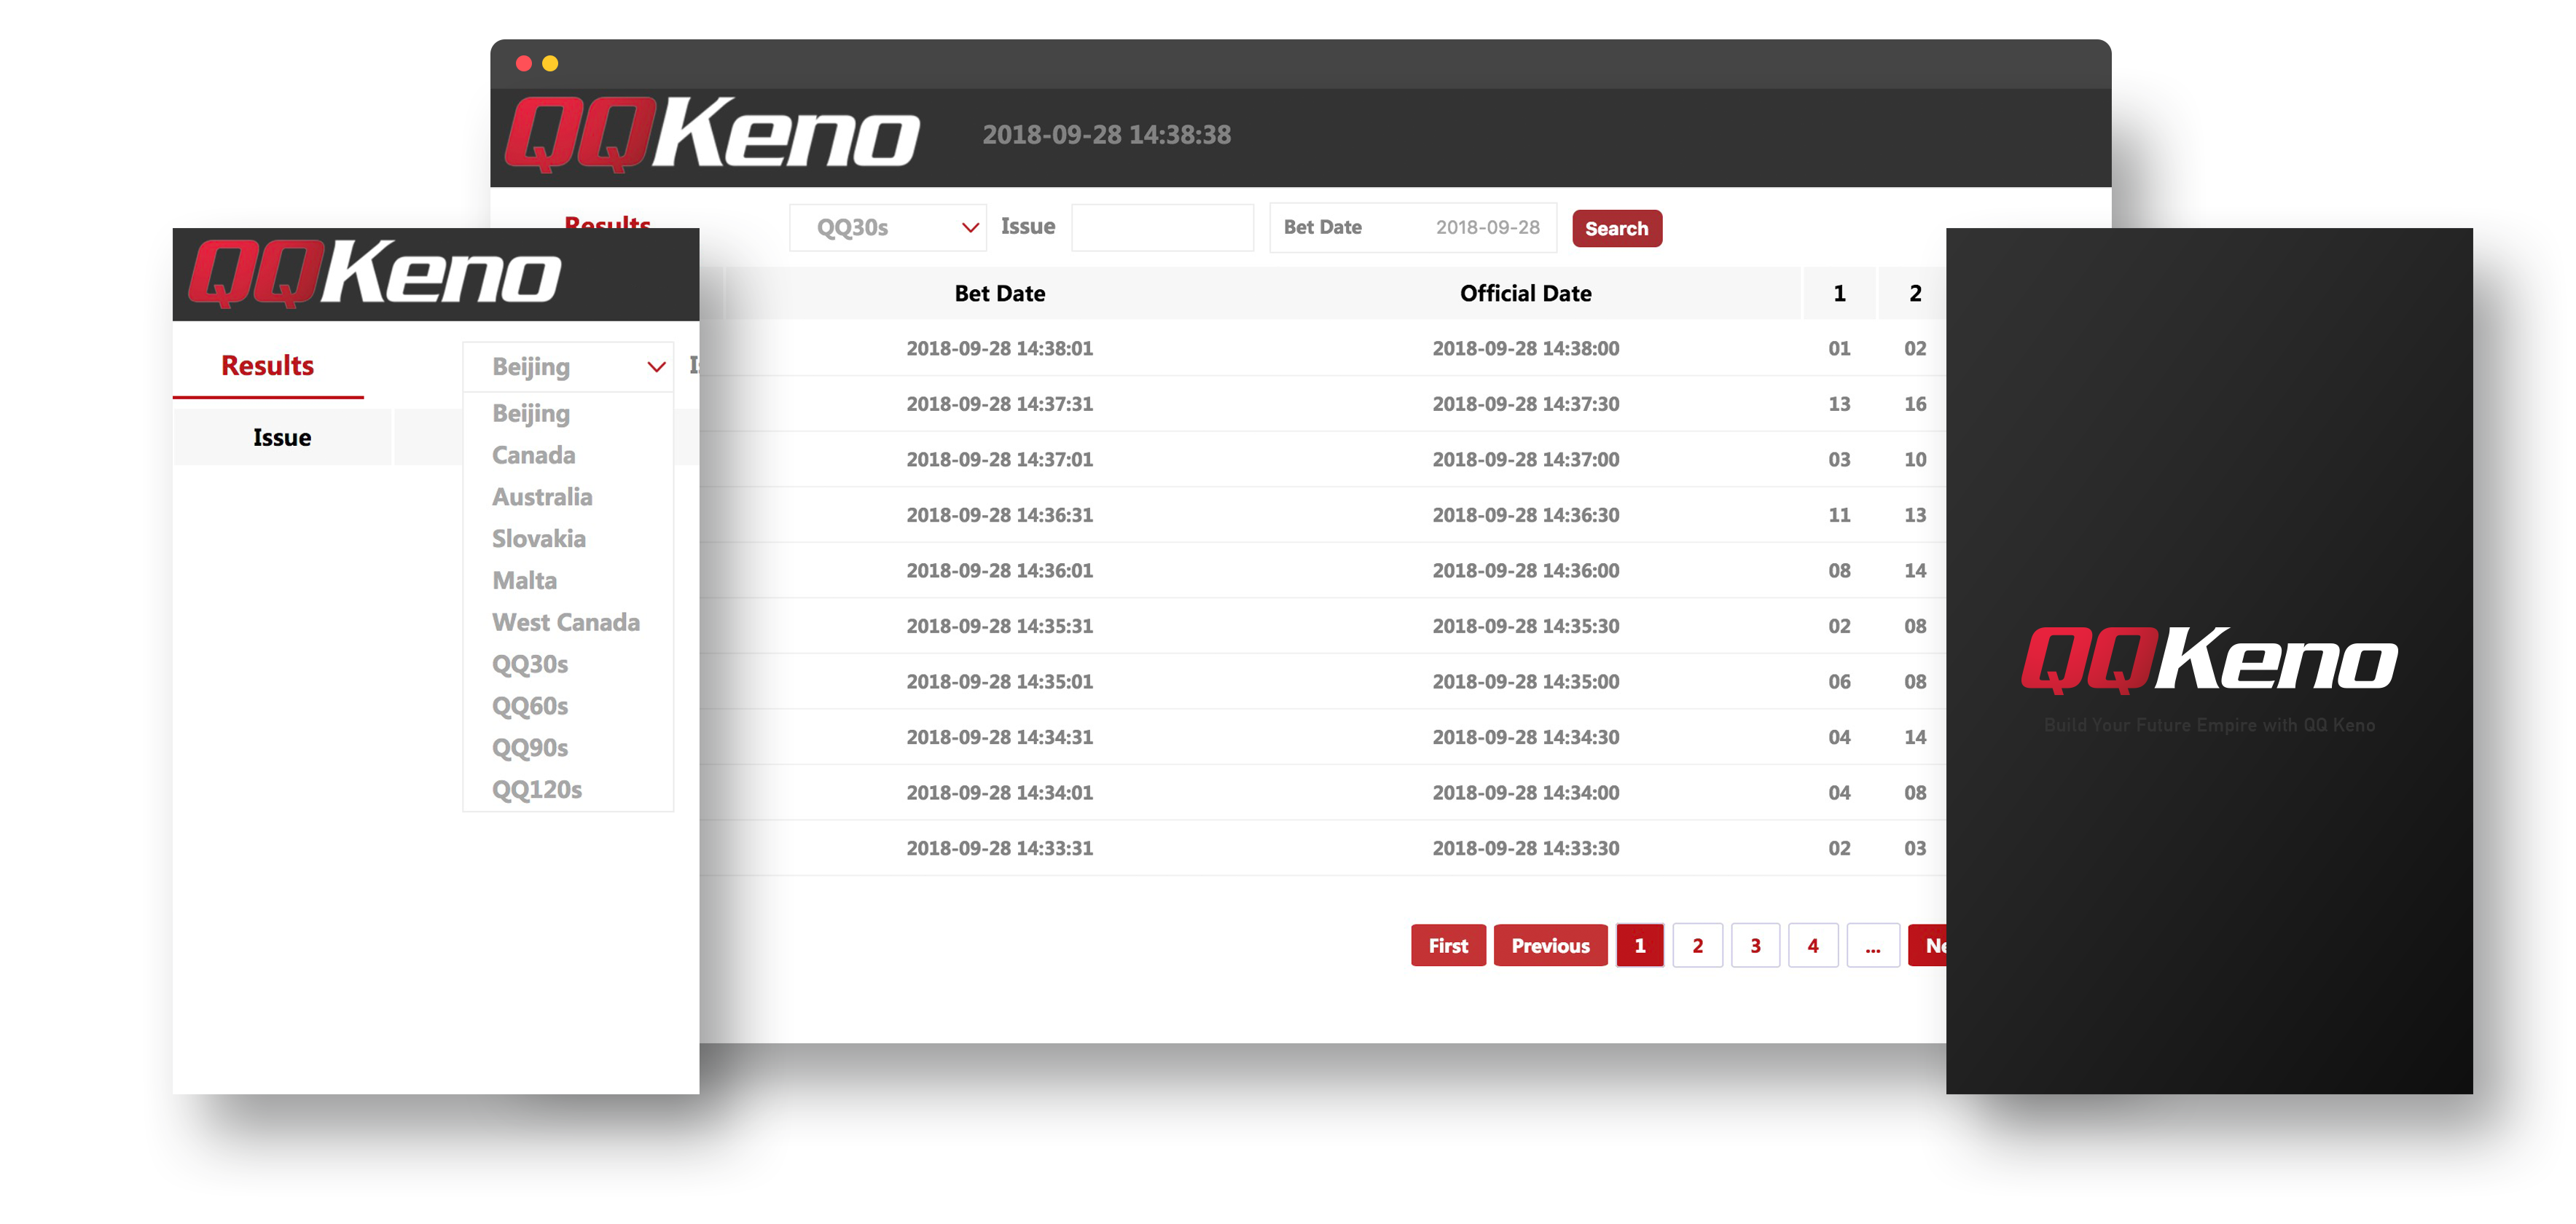 QQKeno
2018-09-28 14:38:38
Results QQ30s Issue Bet Date 2018-09-28 Search
Bet Date Official Date 1 2
2018-09-28 14:38:01 2018-09-28 14:38:00 01 02
2018-09-28 14:37:31 2018-09-28 14:37:30 13 16
2018-09-28 14:37:01 2018-09-28 14:37:00 03 10
2018-09-28 14:36:31 2018-09-28 14:36:30 11 13
2018-09-28 14:36:01 2018-09-28 14:36:00 08 14
2018-09-28 14:35:31 2018-09-28 14:35:30 02 08
2018-09-28 14:35:01 2018-09-28 14:35:00 06 08
2018-09-28 14:34:31 2018-09-28 14:34:30 04 14
2018-09-28 14:34:01 2018-09-28 14:34:00 04 08
2018-09-28 14:33:31 2018-09-28 14:33:30 02 03
First Previous 1 2 3 4 ...
QQKeno
Results Beijing
Issue
Beijing
Canada
Australia
Slovakia
Malta
West Canada
QQ30s
QQ60s
QQ90s
QQ120s
QQKeno
Build Your Future Empire with QQ Keno